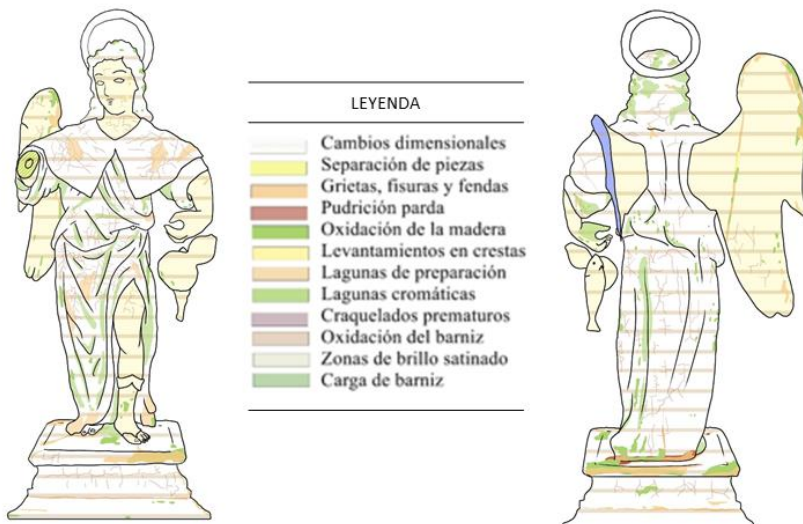 LEYENDA
Cambios dimensionales
Separación de piezas
Grietas, fisuras y fendas
Pudrición parda
Oxidación de la madera
Levantamientos en crestas
Lagunas de preparación
Lagunas cromáticas
Craquelados prematuros
Oxidación del barniz
Zonas de brillo satinado
Carga de barniz